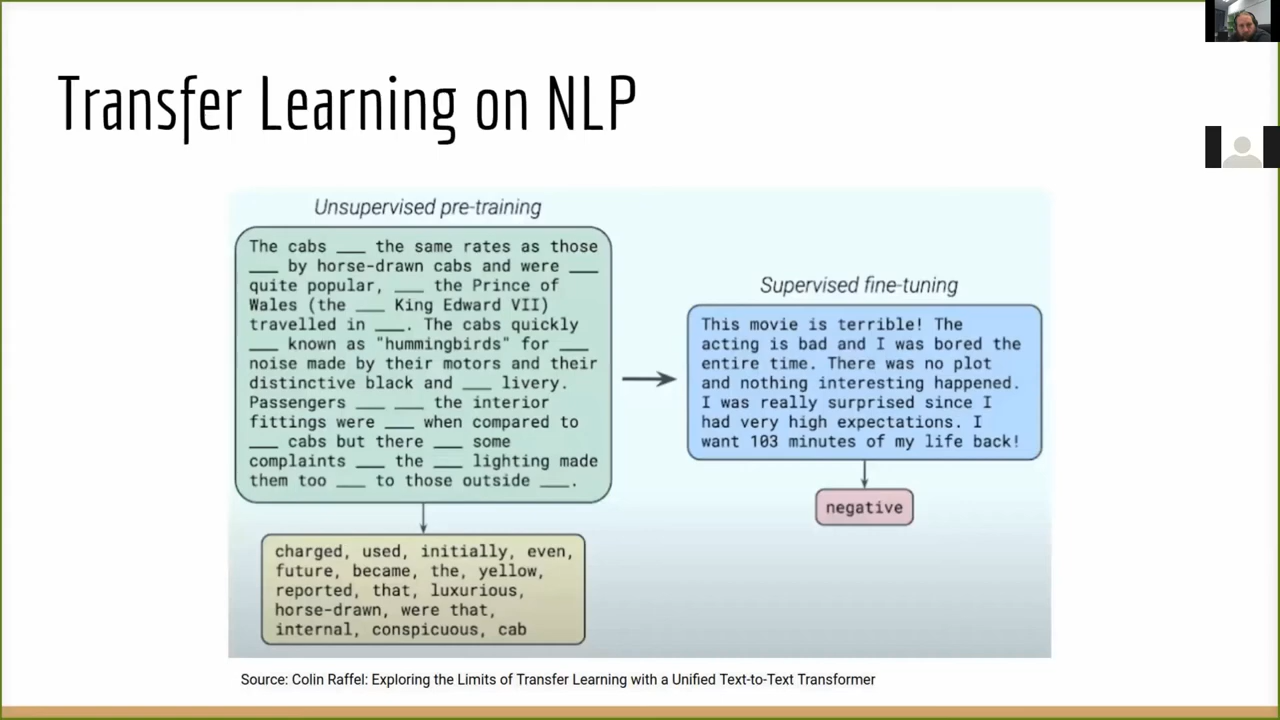 Transfer Learning on NLP
Unsupervised pre-training
The cabs ___ the same rates as those
___ by horse-drawn cabs and were ___
quite popular, ___ the Prince of
Wales (the ___ King Edward VII)
travelled in ___. The cabs quickly
___ known as "hummingbirds" for ___
noise made by their motors and their
distinctive black and ___ livery.
Passengers ___ ___ the interior
fittings were ___ when compared to
___ cabs but there ___ some
complaints ___ the ___ lighting made
them too ___ to those outside ___.
charged, used, initially, even,
future, became, the, yellow,
reported, that, luxurious,
horse-drawn, were that,
internal, conspicuous, cab
Supervised fine-tuning
This movie is terrible! The
acting is bad and I was bored the
entire time. There was no plot
and nothing interesting happened.
I was really surprised since I
had very high expectations. I
want 103 minutes of my life back!
negative
Source: Colin Raffel: Exploring the Limits of Transfer Learning with a Unified Text-to-Text Transformer